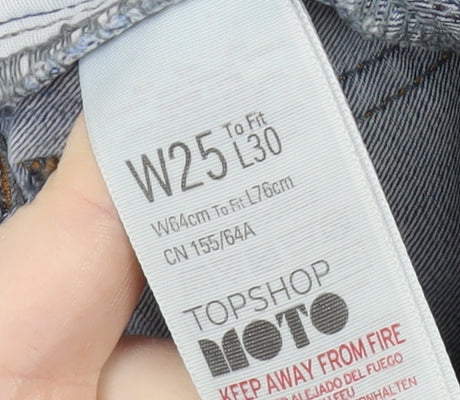 W25 To Fit L30
W64cm To Fit L76cm
CN 155/64A
TOPSHOP
MOTO
KEEP AWAY FROM FIRE
ALEJADO DEL FUEGO